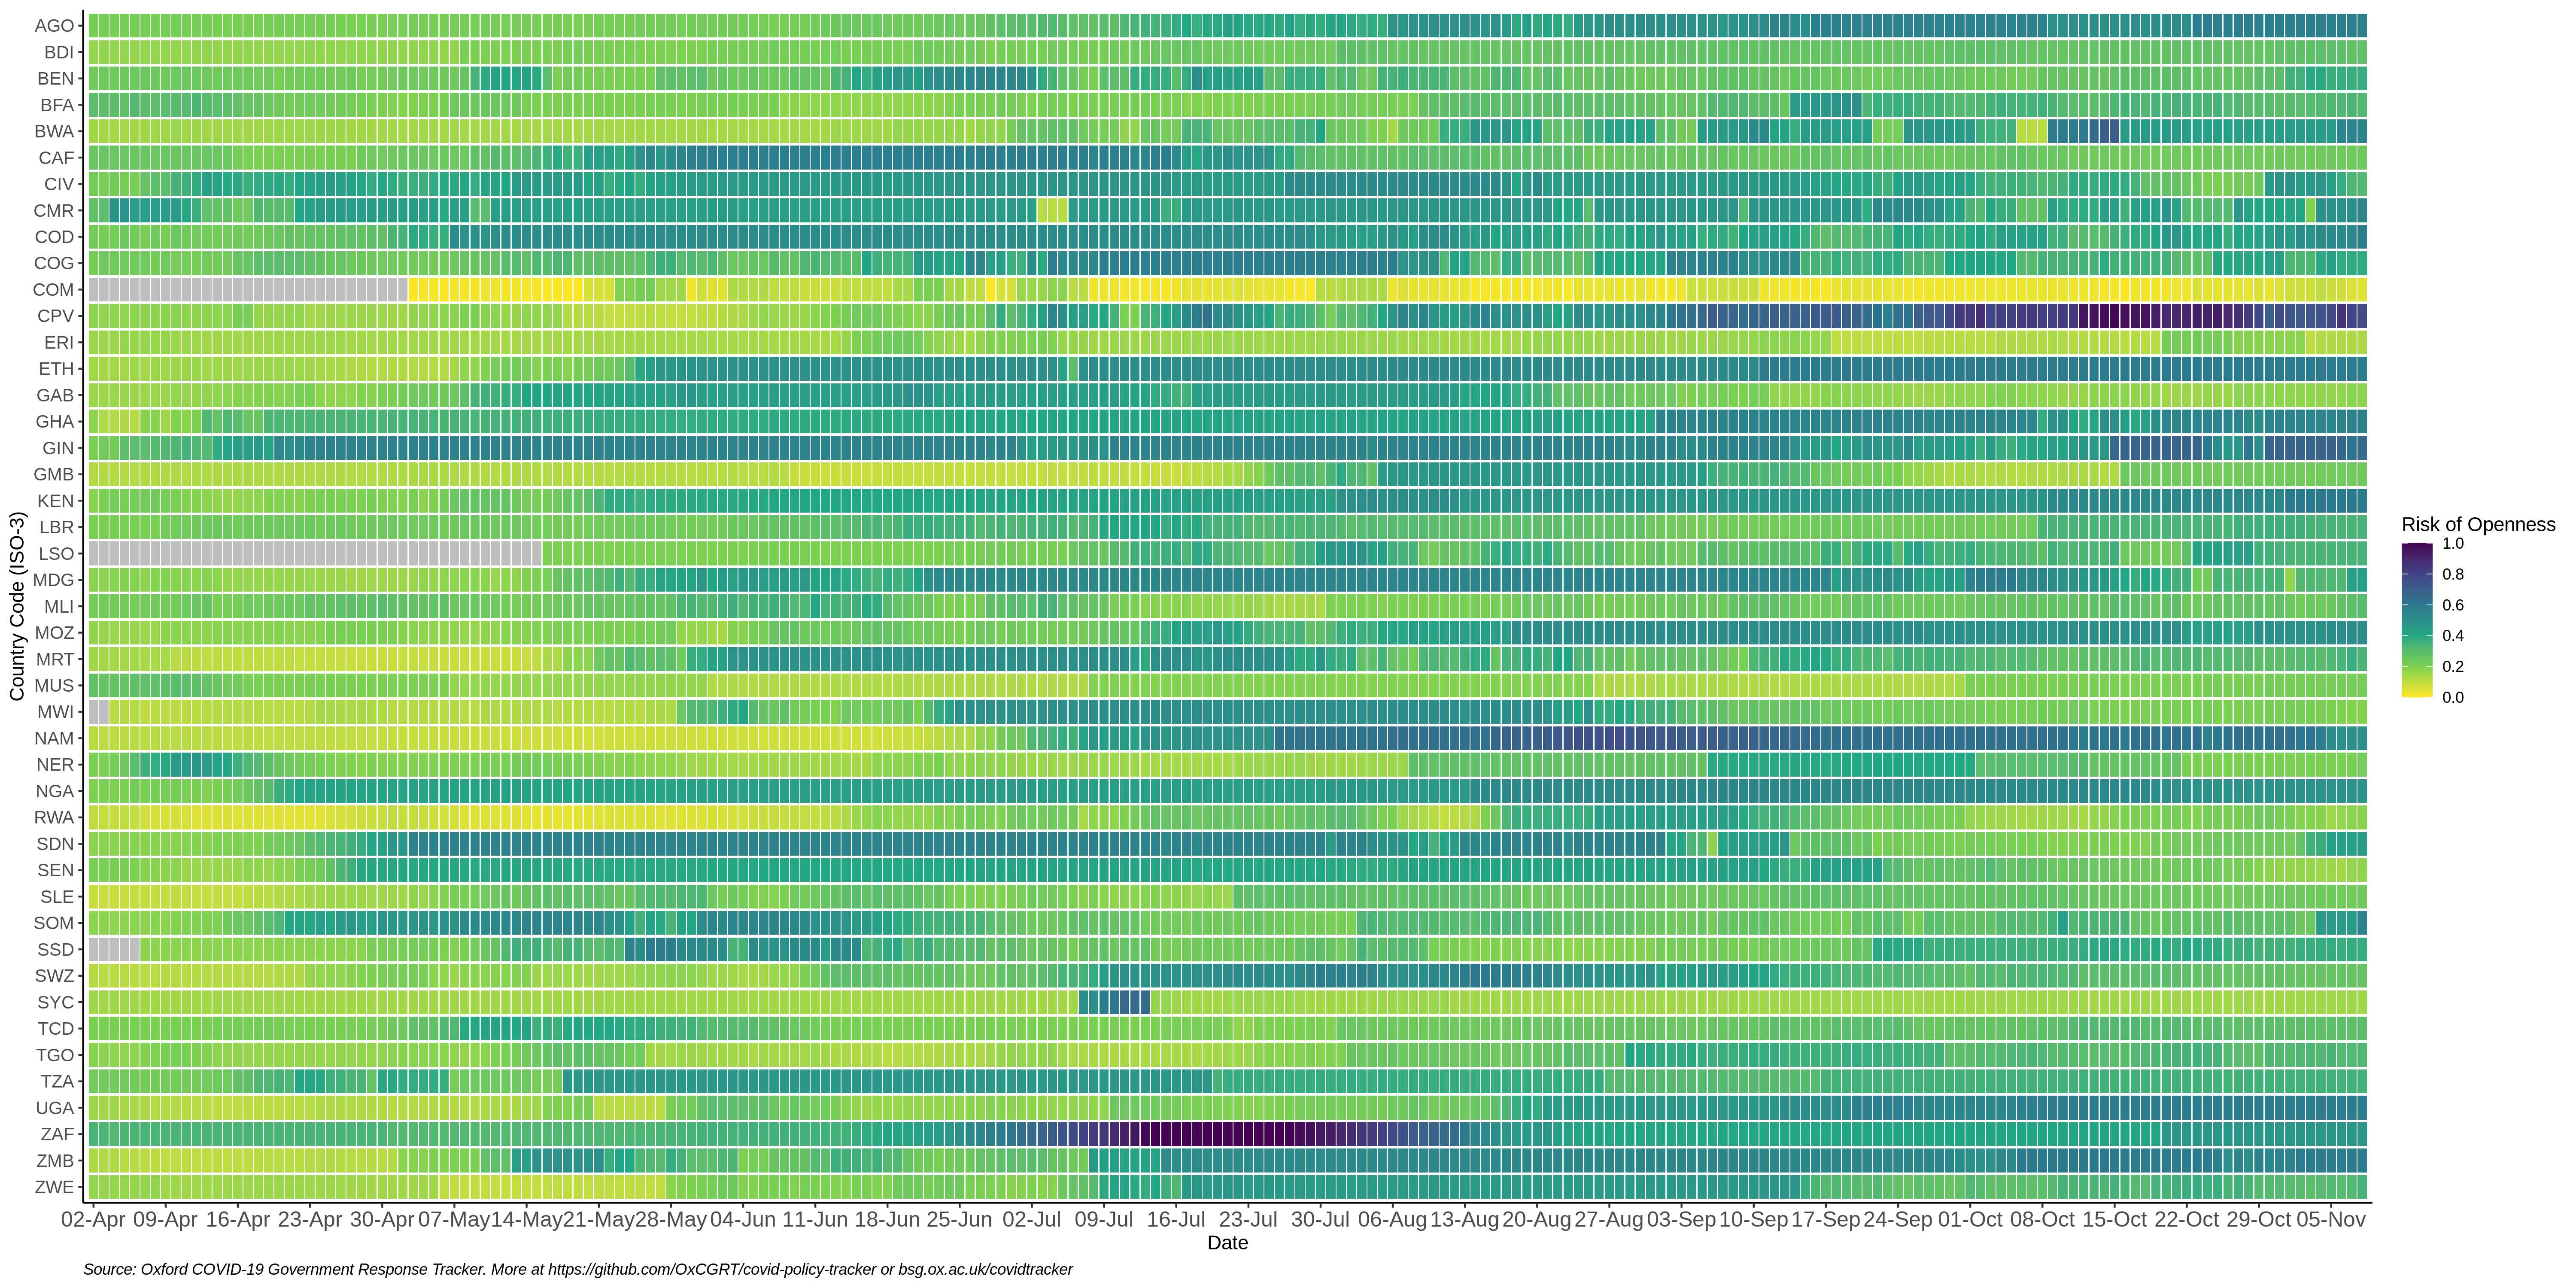 AGO
BDI
BEN
BFA
BWA
CAF
CIV
CMR
COD
COG
COM
CPV
ERI
ETH
GAB
GHA
GIN
GMB
KEN
LBR
LSO
MDG
MLI
MOZ
MRT
MUS
MWI
NAM
NER
NGA
RWA
SDN
SEN
SLE
SOM
SSD
SWZ
SYC
TCD
TGO
TZA
UGA
ZAF
ZMB
ZWE
Country Code (ISO-3)
02-Apr 09-Apr 16-Apr 23-Apr 30-Apr 07-May 14-May 21-May 28-May 04-Jun 11-Jun 18-Jun 25-Jun 02-Jul 09-Jul 16-Jul 23-Jul 30-Jul 06-Aug 13-Aug 20-Aug 27-Aug 03-Sep 10-Sep 17-Sep 24-Sep 01-Oct 08-Oct 15-Oct 22-Oct 29-Oct 05-Nov
Date
Risk of Openness
1.0
0.8
0.6
0.4
0.2
0.0
Source: Oxford COVID-19 Government Response Tracker. More at https://github.com/OxCGRT/covid-policy-tracker or bsg.ox.ac.uk/covidtracker